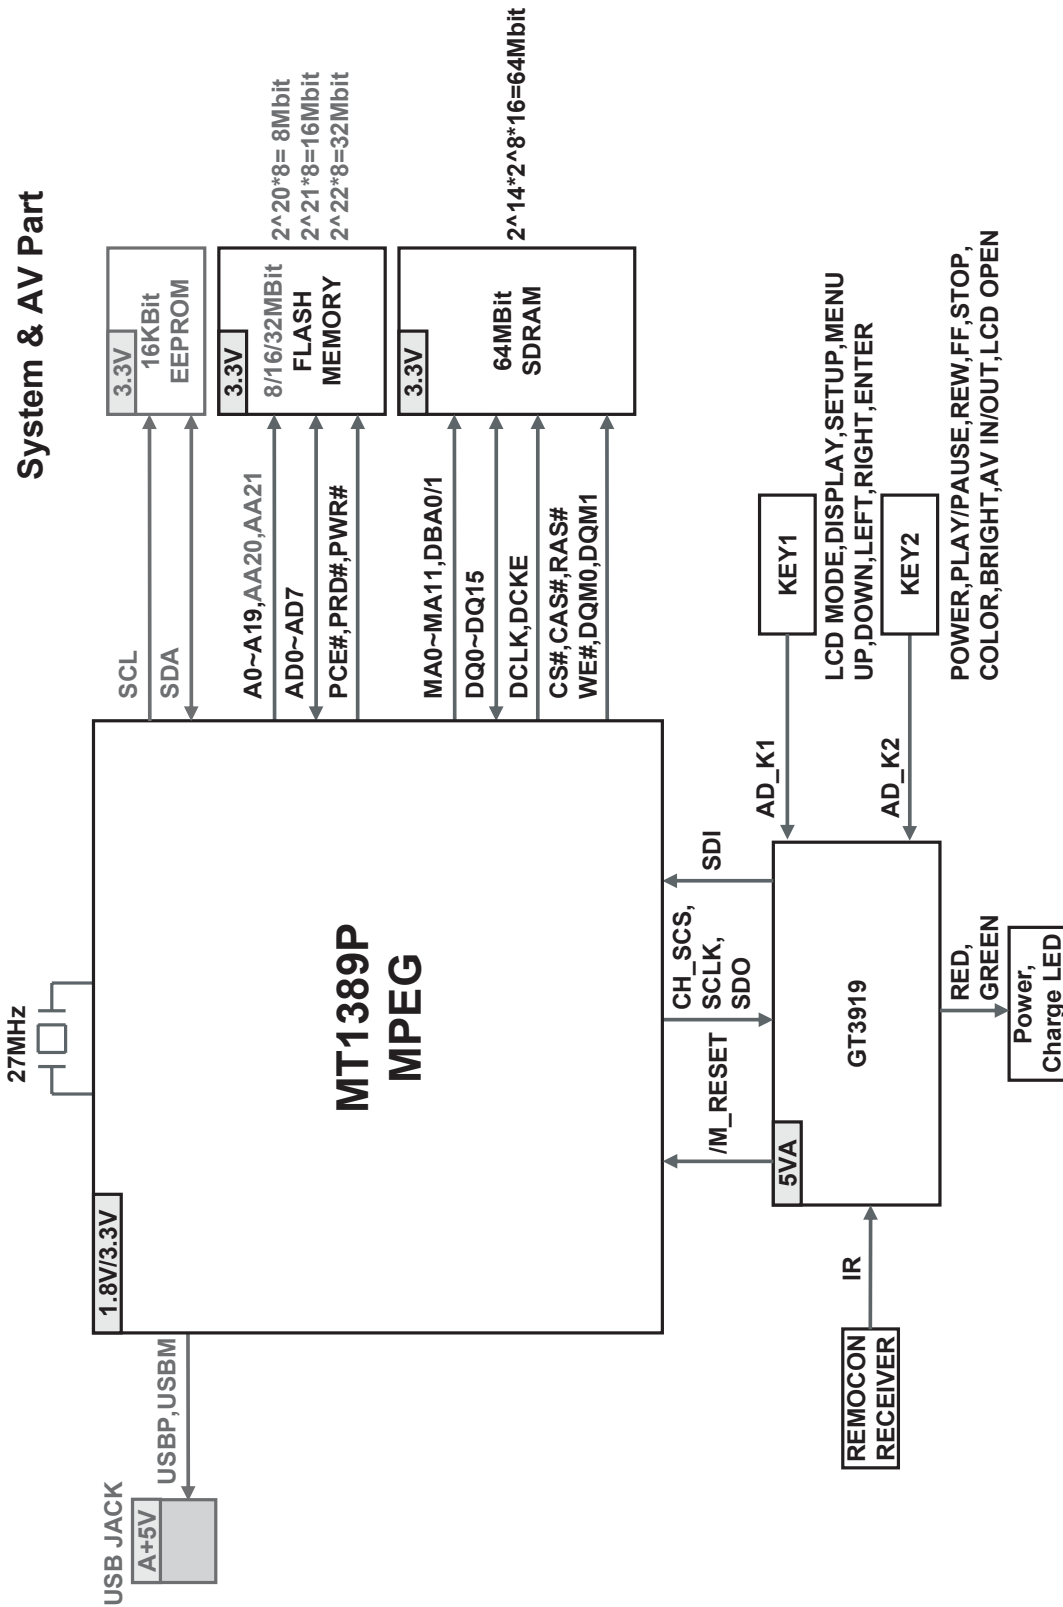 System & AV Part
27MHz
1.8V/3.3V
MT1389P
MPEG
USB JACK
A+5V
USBP,USBM
SCL
SDA
3.3V
16KBit
EEPROM
A0~A19,AA20,AA21
AD0~AD7
PCE#,PRD#,PWR#
3.3V
8/16/32MBit
FLASH
MEMORY
2^20*8= 8Mbit
2^21*8=16Mbit
2^22*8=32Mbit
MA0~MA11,DBA0/1
DQ0~DQ15
DCLK,DCKE
CS#,CAS#,RAS#
WE#,DQM0,DQM1
3.3V
64MBit
SDRAM
2^14*2^8*16=64Mbit
/M_RESET
CH_SCS,
SCLK,
SDO
SDI
5VA
GT3919
REMOCON
RECEIVER
IR
AD_K1
KEY1
LCD MODE,DISPLAY,SETUP,MENU
UP,DOWN,LEFT,RIGHT,ENTER
AD_K2
KEY2
POWER,PLAY/PAUSE,REW,FF,STOP,
COLOR,BRIGHT,AV IN/OUT,LCD OPEN
RED,
GREEN
Power,
Charge LED